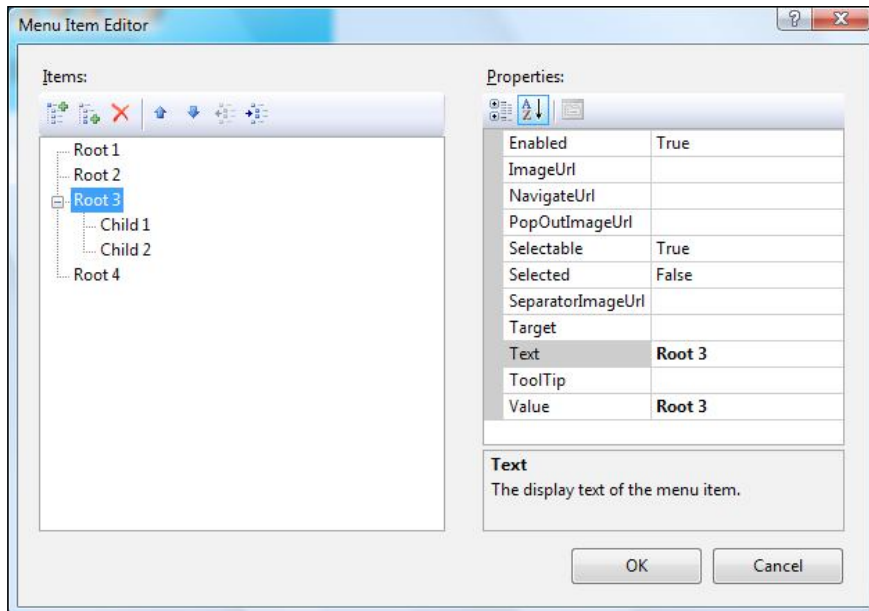 Menu Item Editor
Items:
Root 1
Root 2
Root 3
Child 1
Child 2
Root 4
Properties:
Enabled True
ImageUrl
NavigateUrl
PopOutImageUrl
Selectable True
Selected False
SeparatorImageUrl
Target
Text Root 3
ToolTip
Value Root 3
Text
The display text of the menu item.
OK Cancel